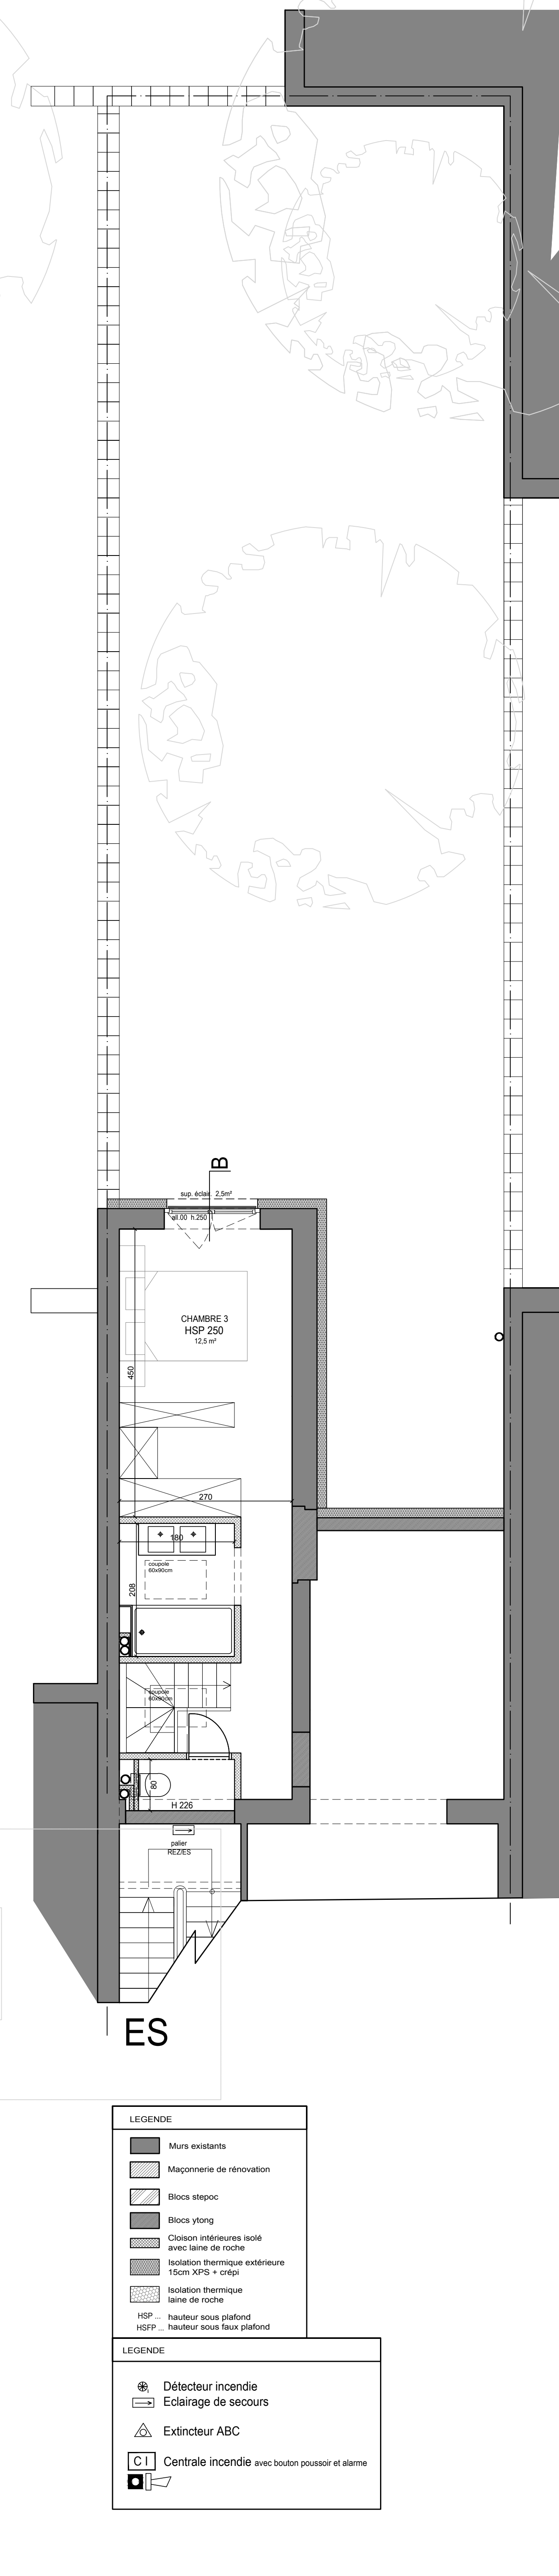 B
sup. éclair. 2,5m²
all.00 h.250
CHAMBRE 3
HSP 250
12,5 m²
450
270
180
coupole
60x90cm
208
coupole
60x90cm
80
H 226
palier
REZ/ES
ES
LEGENDE
Murs existants
Maçonnerie de rénovation
Blocs stepoc
Blocs ytong
Cloison intérieures isolé
avec laine de roche
Isolation thermique extérieure
15cm XPS + crépi
Isolation thermique
laine de roche
HSP ... hauteur sous plafond
HSFP ... hauteur sous faux plafond
LEGENDE
Détecteur incendie
Eclairage de secours
Extincteur ABC
C I Centrale incendie avec bouton poussoir et alarme